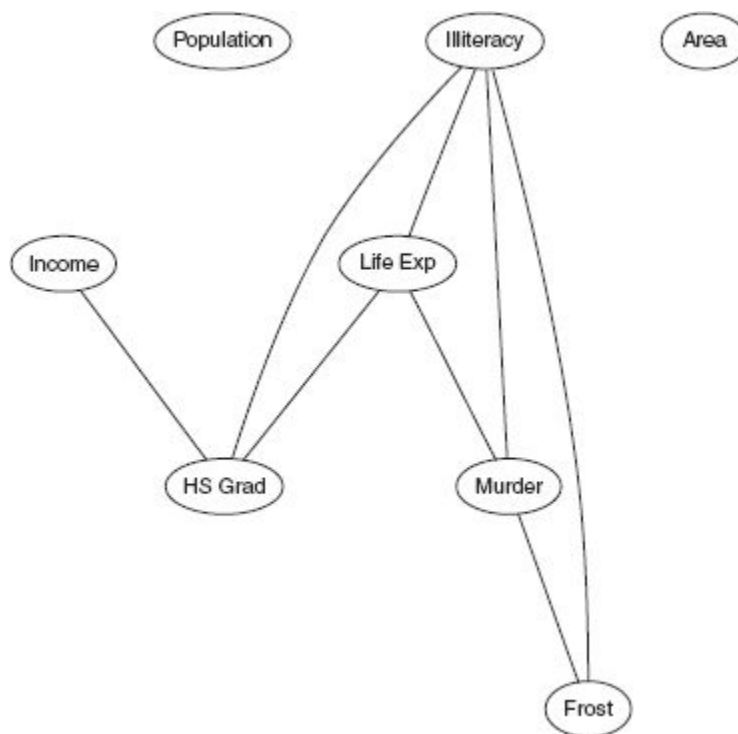 Population
Illiteracy
Area
Income
Life Exp
HS Grad
Murder
Frost